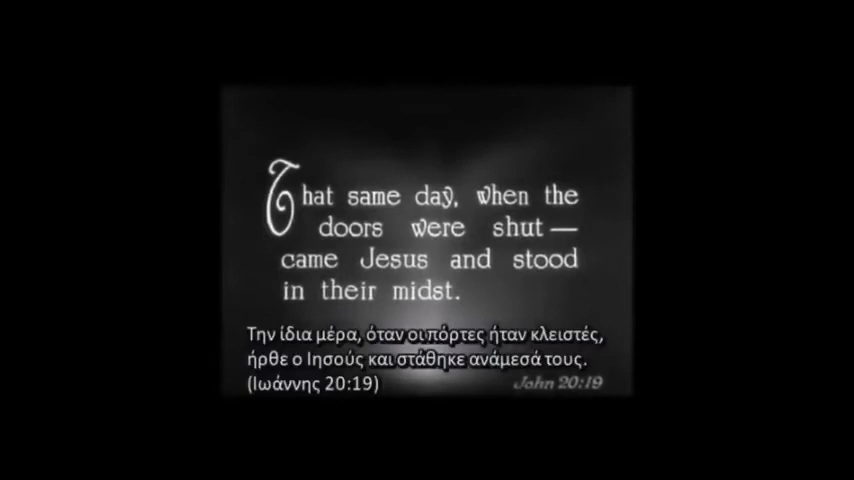 That same day, when the
doors were shut —
came Jesus and stood
in their midst.
Την ίδια μέρα, όταν οι πόρτες ήταν κλειστές,
ήρθε ο Ιησούς και στάθηκε ανάμεσά τους.
(Ιωάννης 20:19)
John 20:19